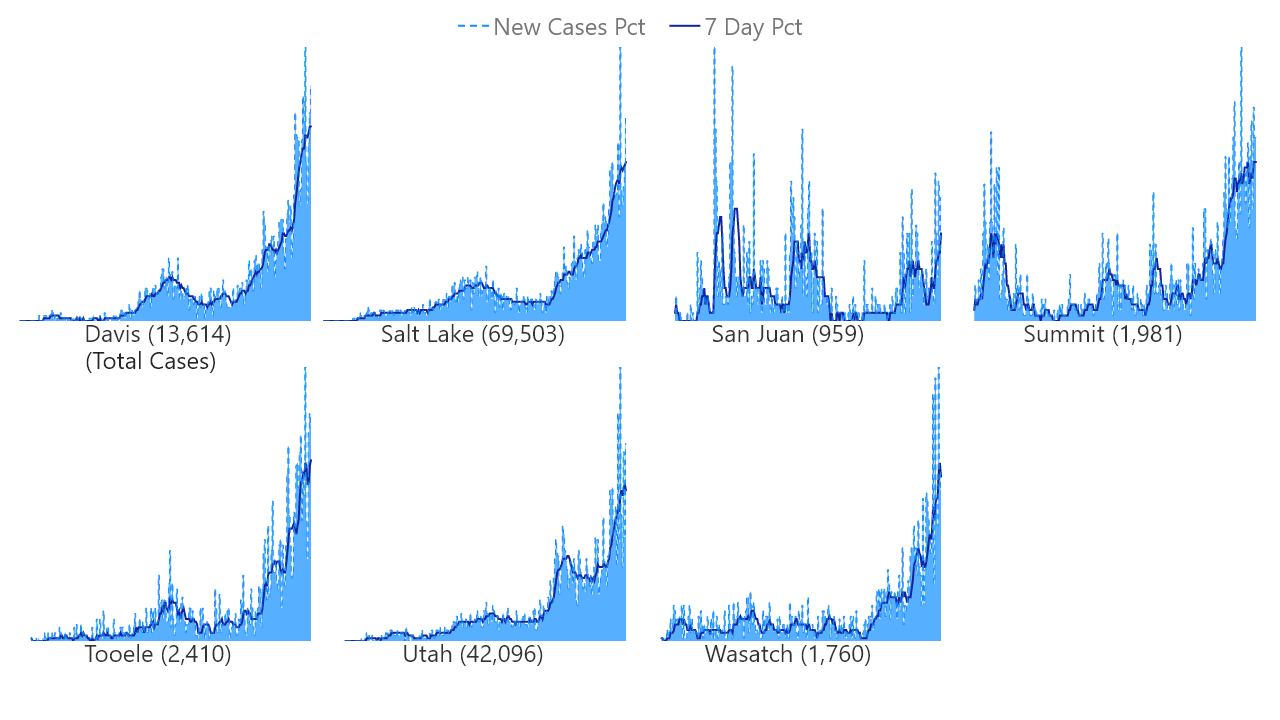 New Cases Pct 7 Day Pct
Davis (13,614)
(Total Cases)
Salt Lake (69,503)
San Juan (959)
Summit (1,981)
Tooele (2,410)
Utah (42,096)
Wasatch (1,760)